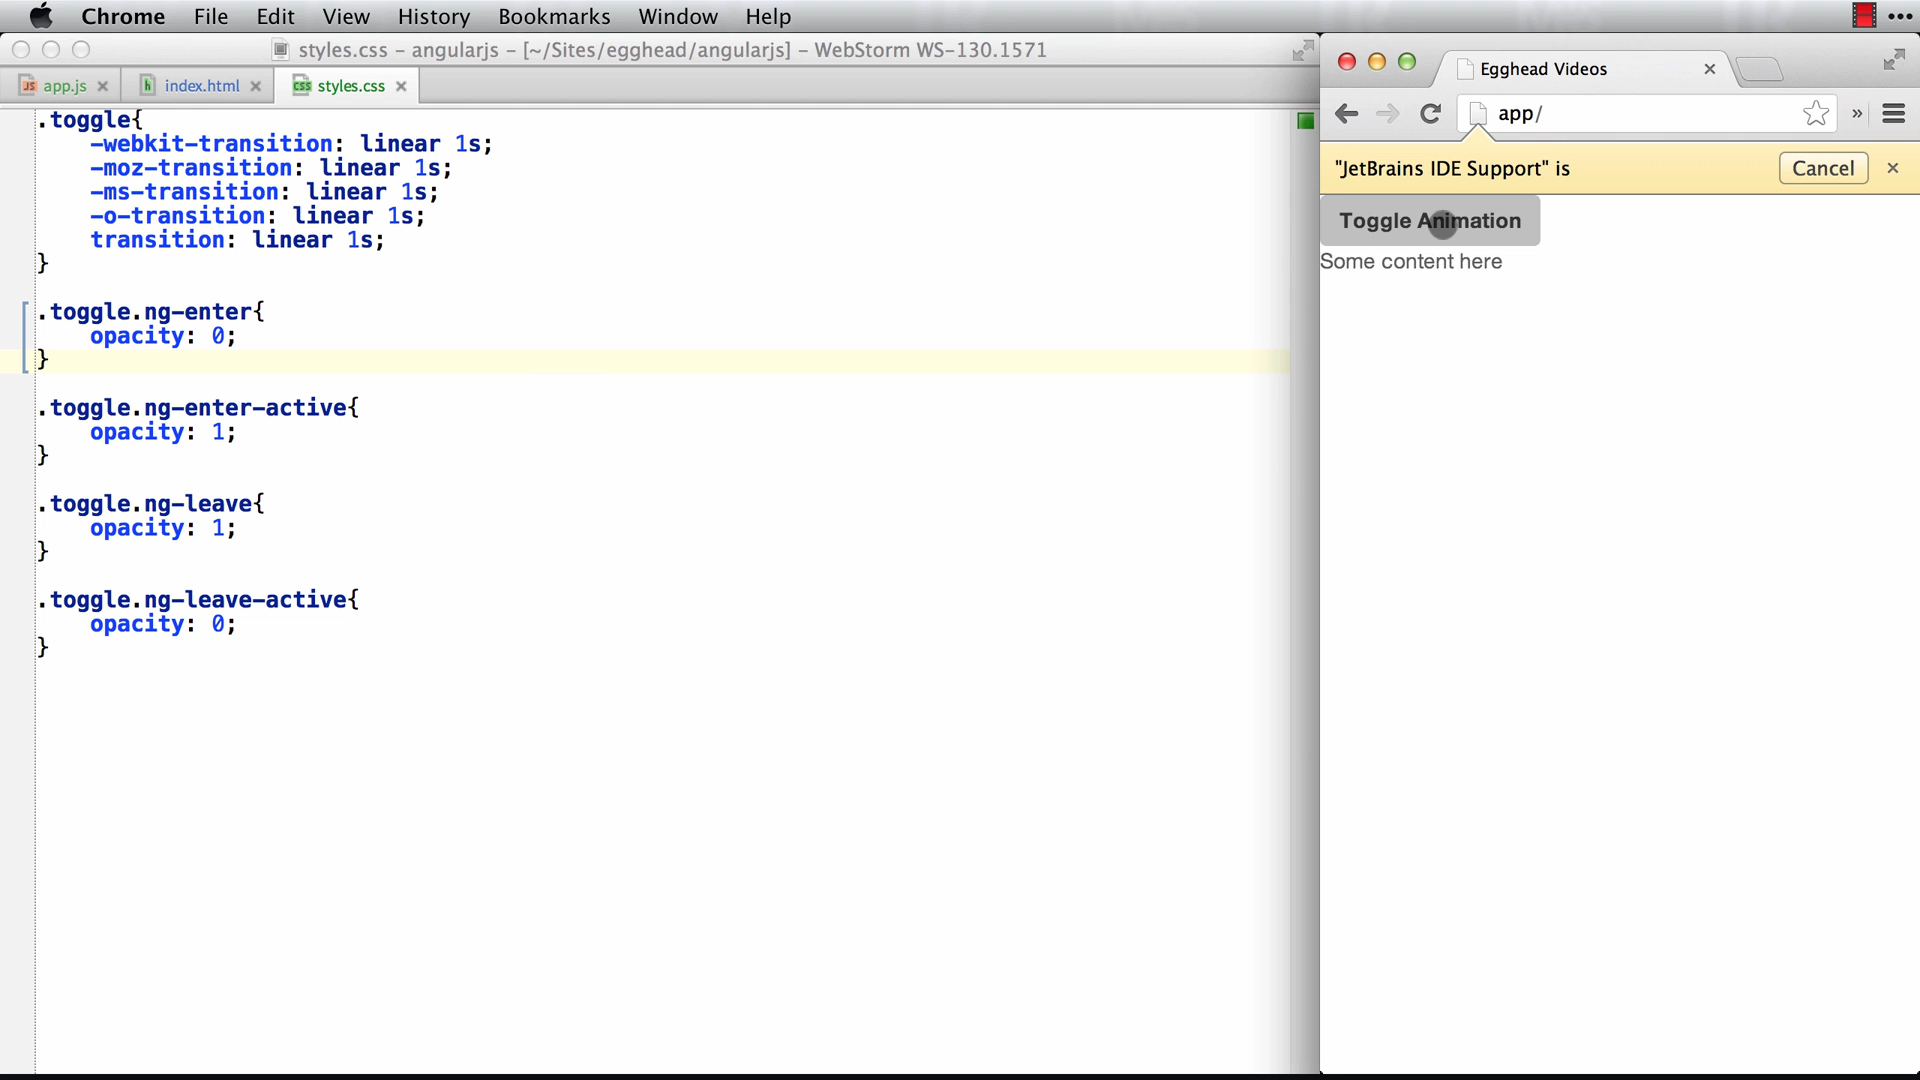 Chrome File Edit View History Bookmarks Window Help
styles.css – angularjs – [~/Sites/egghead/angularjs] – WebStorm WS-130.1571
app.js index.html styles.css
.toggle{
-webkit-transition: linear 1s;
-moz-transition: linear 1s;
-ms-transition: linear 1s;
-o-transition: linear 1s;
transition: linear 1s;
}
.toggle.ng-enter{
opacity: 0;
}
.toggle.ng-enter-active{
opacity: 1;
}
.toggle.ng-leave{
opacity: 1;
}
.toggle.ng-leave-active{
opacity: 0;
}
Egghead Videos
app/
"JetBrains IDE Support" is Cancel
Toggle Animation
Some content here